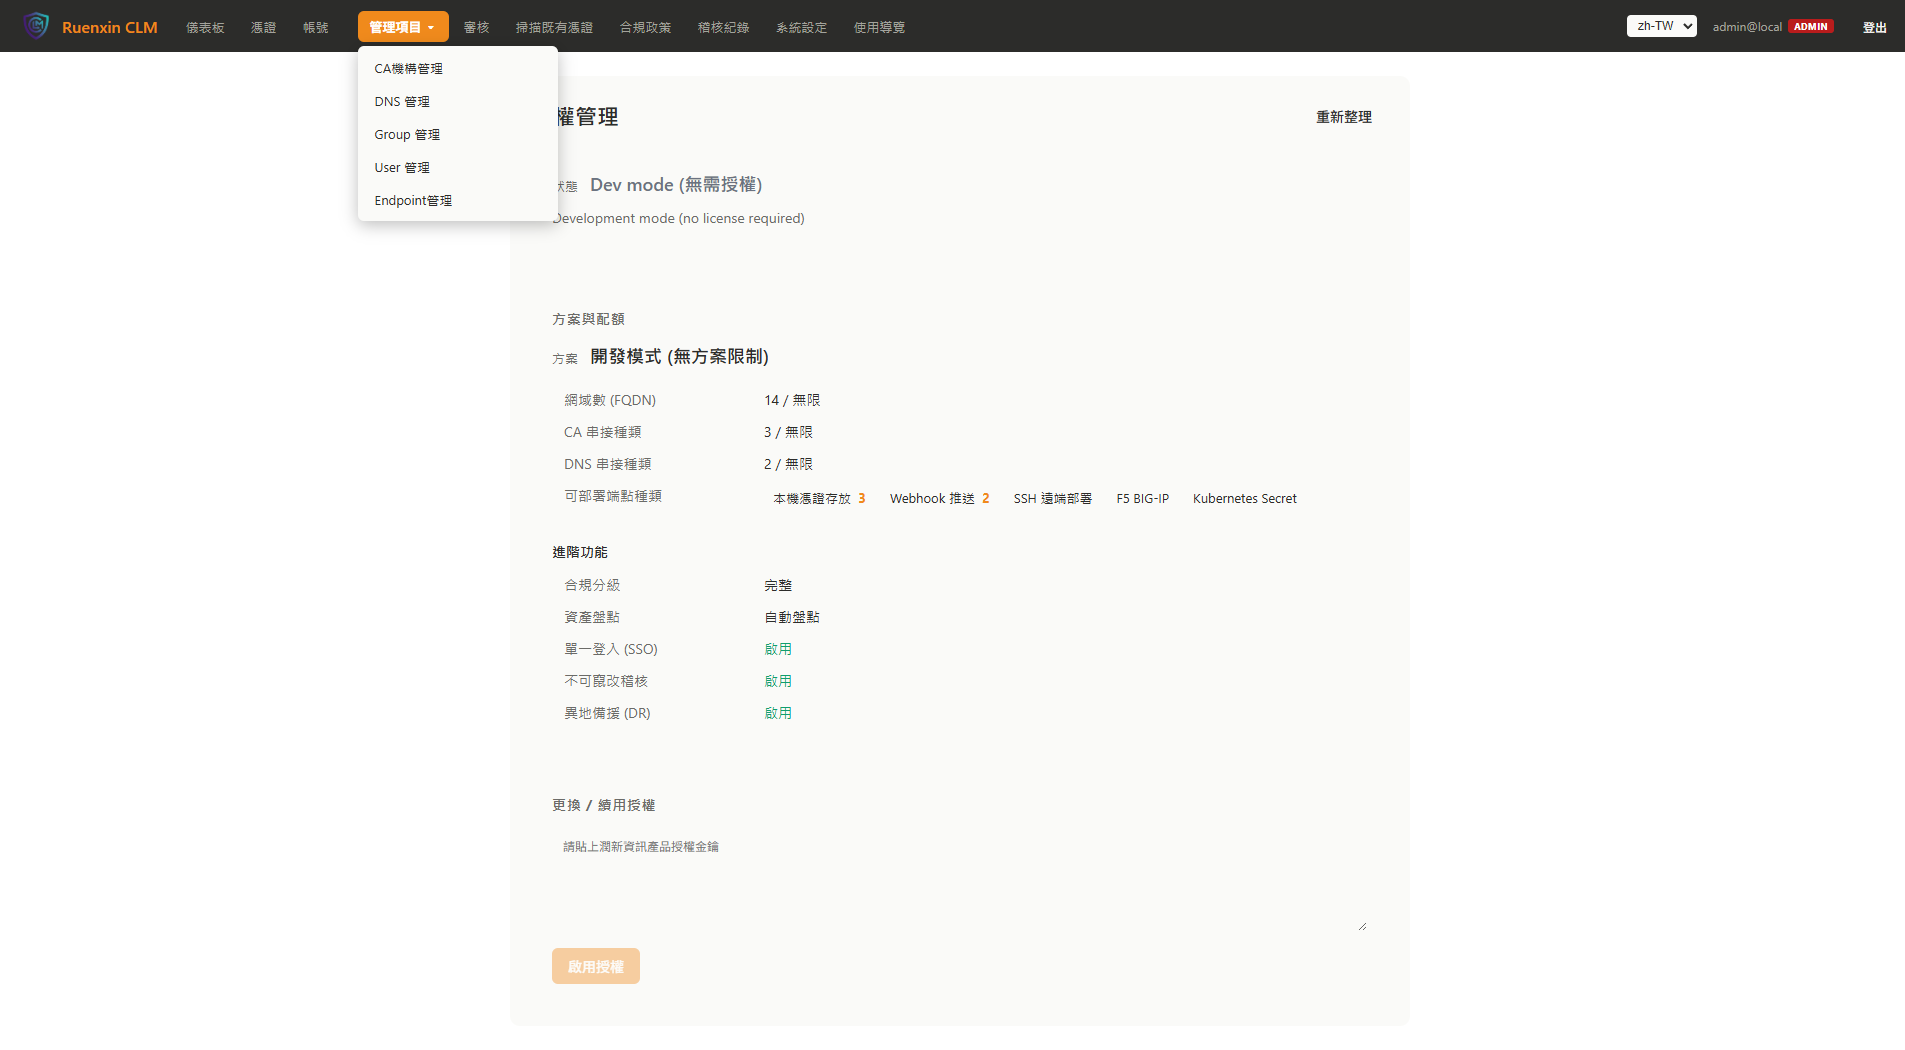 Ruenxin CLM 儀表板 憑證 帳號 管理項目 審核 掃描既有憑證 合規政策 稽核紀錄 系統設定 使用導覽 zh-TW admin@local ADMIN 登出
CA機構管理
DNS 管理
Group 管理
User 管理
Endpoint管理
權管理 重新整理
狀態 Dev mode (無需授權)
Development mode (no license required)
方案與配額
方案 開發模式 (無方案限制)
網域數 (FQDN) 14 / 無限
CA 串接種類 3 / 無限
DNS 串接種類 2 / 無限
可部署端點種類 本機憑證存放 3 Webhook 推送 2 SSH 遠端部署 F5 BIG-IP Kubernetes Secret
進階功能
合規分級 完整
資產盤點 自動盤點
單一登入 (SSO) 啟用
不可竄改稽核 啟用
異地備援 (DR) 啟用
更換 / 續用授權
請貼上潤新資訊產品授權金鑰
啟用授權